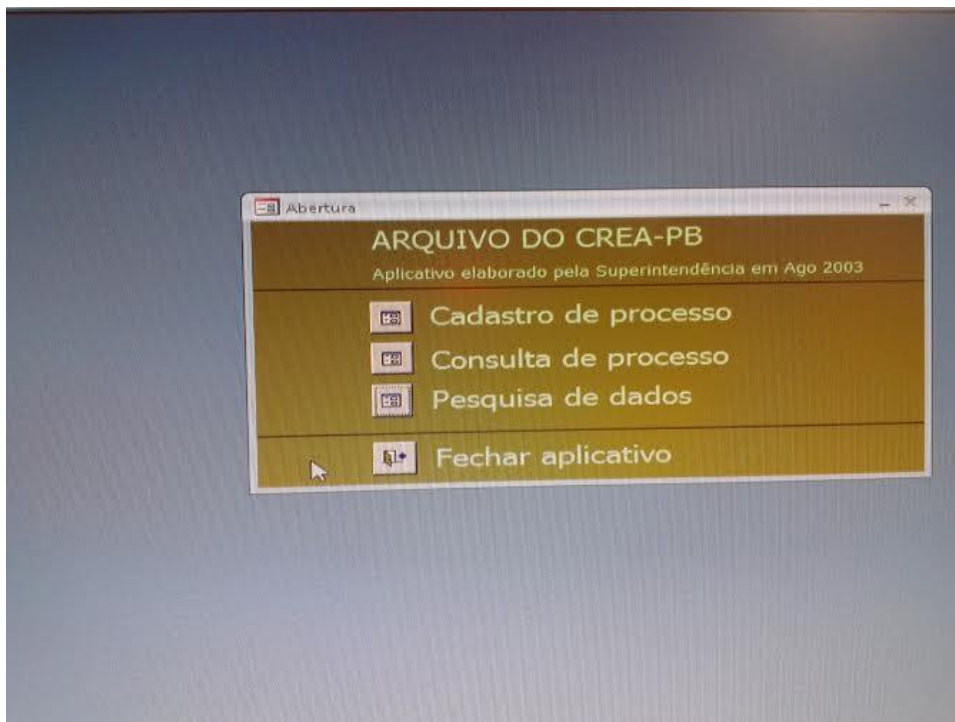 Abertura
ARQUIVO DO CREA-PB
Aplicativo elaborado pela Superintendência em Ago 2003
Cadastro de processo
Consulta de processo
Pesquisa de dados
Fechar aplicativo